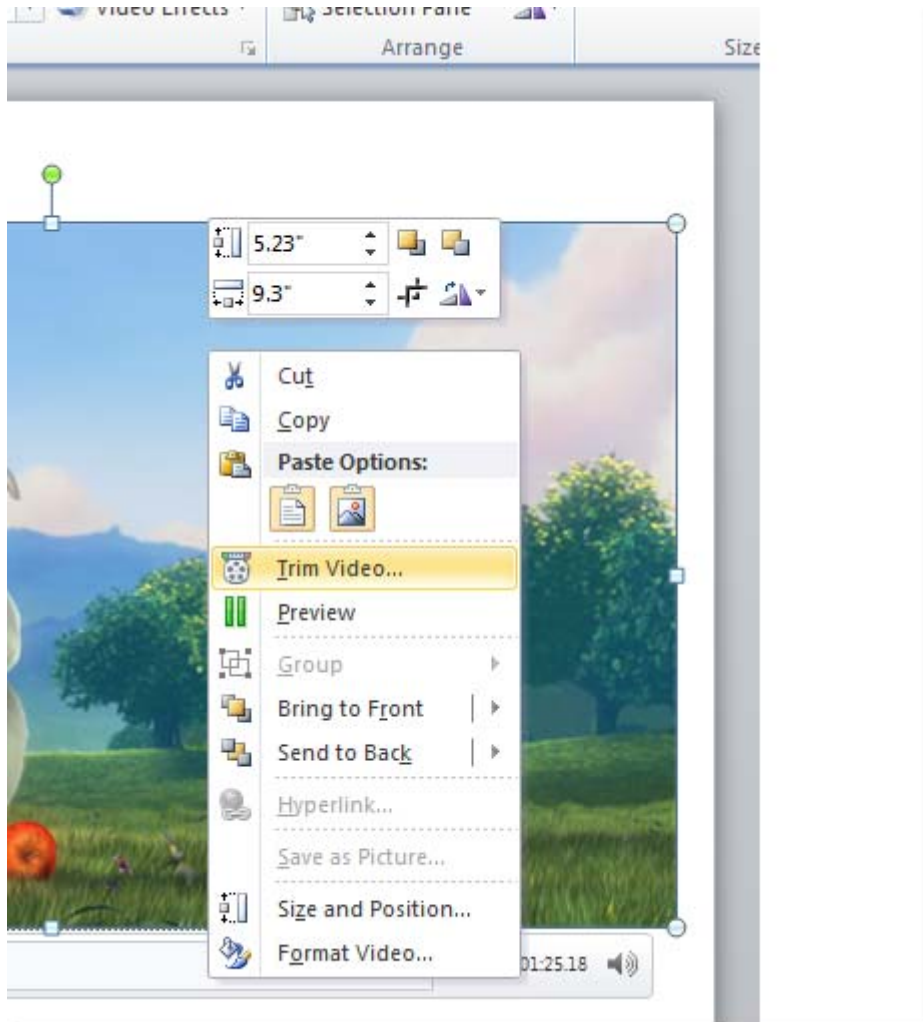 Video Effects
Selection Pane
Arrange
Size
5.23"
9.3"
Cut
Copy
Paste Options:
Trim Video...
Preview
Group
Bring to Front
Send to Back
Hyperlink...
Save as Picture...
Size and Position...
Format Video...
01:25.18